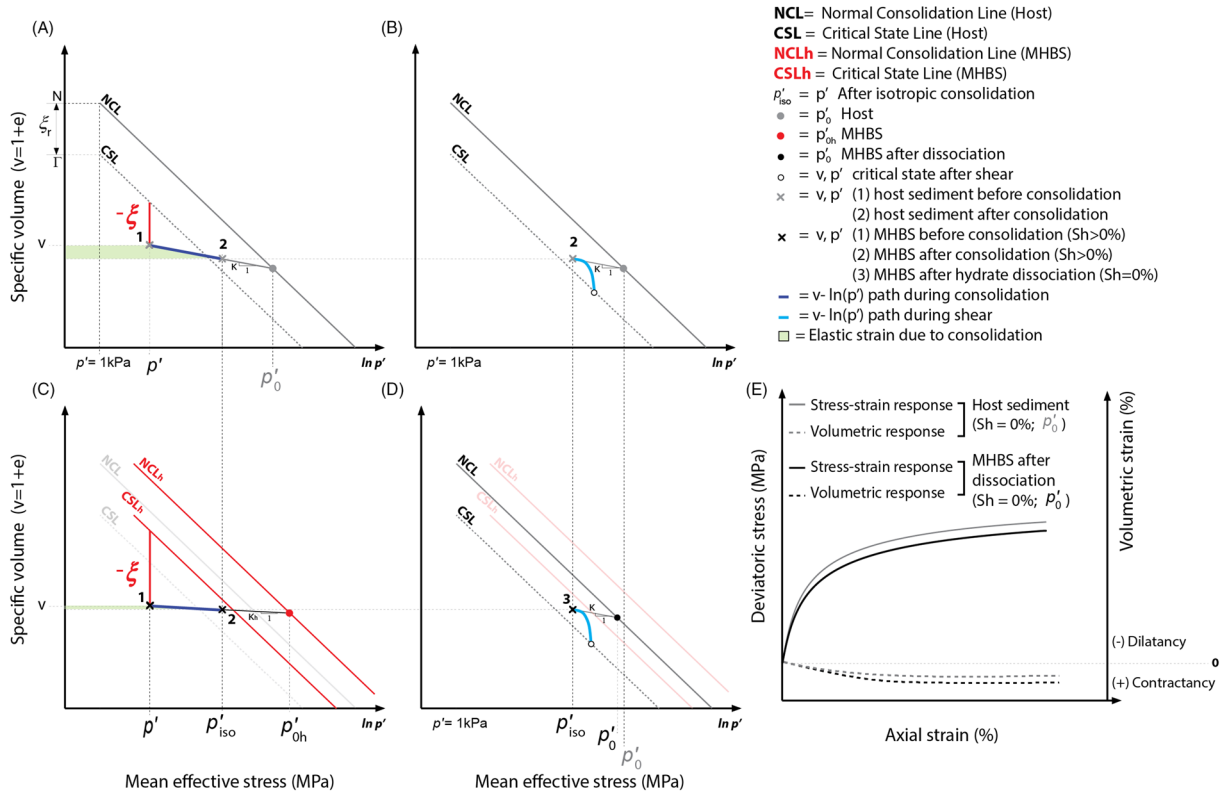 (A)
Specific volume (v=1+e)
N
ξr
Γ
v
NCL
CSL
-ξ
1
2
κ
1
p'= 1kPa
p'
p'0
ln p'
(B)
NCL
CSL
2
κ
1
p'= 1kPa
ln p'
NCL= Normal Consolidation Line (Host)
CSL = Critical State Line (Host)
NCLh = Normal Consolidation Line (MHBS)
CSLh = Critical State Line (MHBS)
p'iso = p' After isotropic consolidation
= p'0 Host
= p'0h MHBS
= p'0 MHBS after dissociation
= v, p' critical state after shear
= v, p' (1) host sediment before consolidation
(2) host sediment after consolidation
= v, p' (1) MHBS before consolidation (Sh>0%)
(2) MHBS after consolidation (Sh>0%)
(3) MHBS after hydrate dissociation (Sh=0%)
= v- ln(p') path during consolidation
= v- ln(p') path during shear
= Elastic strain due to consolidation
(C)
Specific volume (v=1+e)
v
NCL
NCLh
CSLh
CSL
-ξ
1
2
κh
1
p'
p'iso
p'0h
ln p'
Mean effective stress (MPa)
(D)
NCL
NCLh
CSLh
CSL
3
κ
1
p'= 1kPa
p'iso
p'0
p'0
ln p'
Mean effective stress (MPa)
(E)
Deviatoric stress (MPa)
Stress-strain response
Volumetric response
Host sediment
(Sh = 0%; p'0 )
Stress-strain response
Volumetric response
MHBS after
dissociation
(Sh = 0%; p'0 )
Volumetric strain (%)
(-) Dilatancy
0
(+) Contractancy
Axial strain (%)